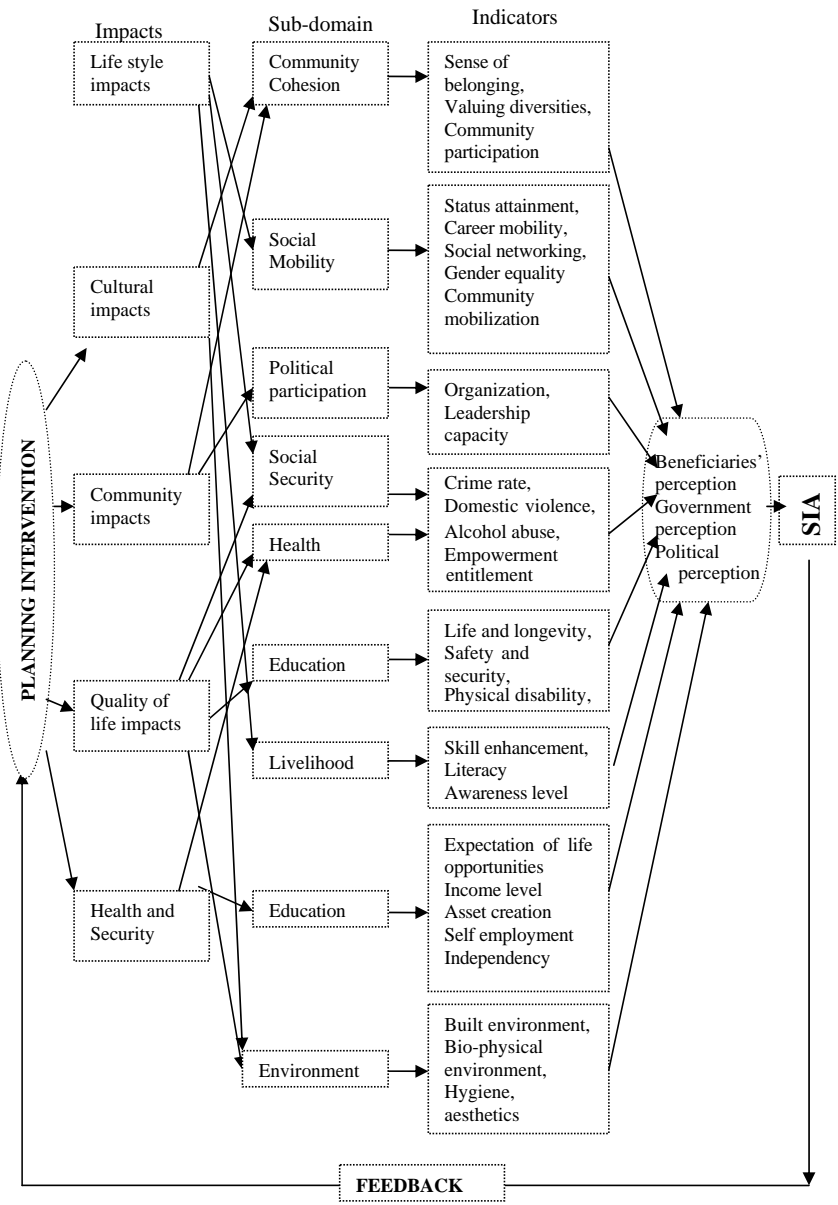 Impacts
Sub-domain
Indicators
Life style
impacts
Cultural
impacts
Community
impacts
Quality of
life impacts
Health and
Security
Community
Cohesion
Social
Mobility
Political
participation
Social
Security
Health
Education
Livelihood
Education
Environment
Sense of
belonging,
Valuing diversities,
Community
participation
Status attainment,
Career mobility,
Social networking,
Gender equality
Community
mobilization
Organization,
Leadership
capacity
Crime rate,
Domestic violence,
Alcohol abuse,
Empowerment
entitlement
Life and longevity,
Safety and
security,
Physical disability,
Skill enhancement,
Literacy
Awareness level
Expectation of life
opportunities
Income level
Asset creation
Self employment
Independency
Built environment,
Bio-physical
environment,
Hygiene,
aesthetics
PLANNING INTERVENTION
Beneficiaries’
perception
Government
perception
Political
perception
SIA
FEEDBACK